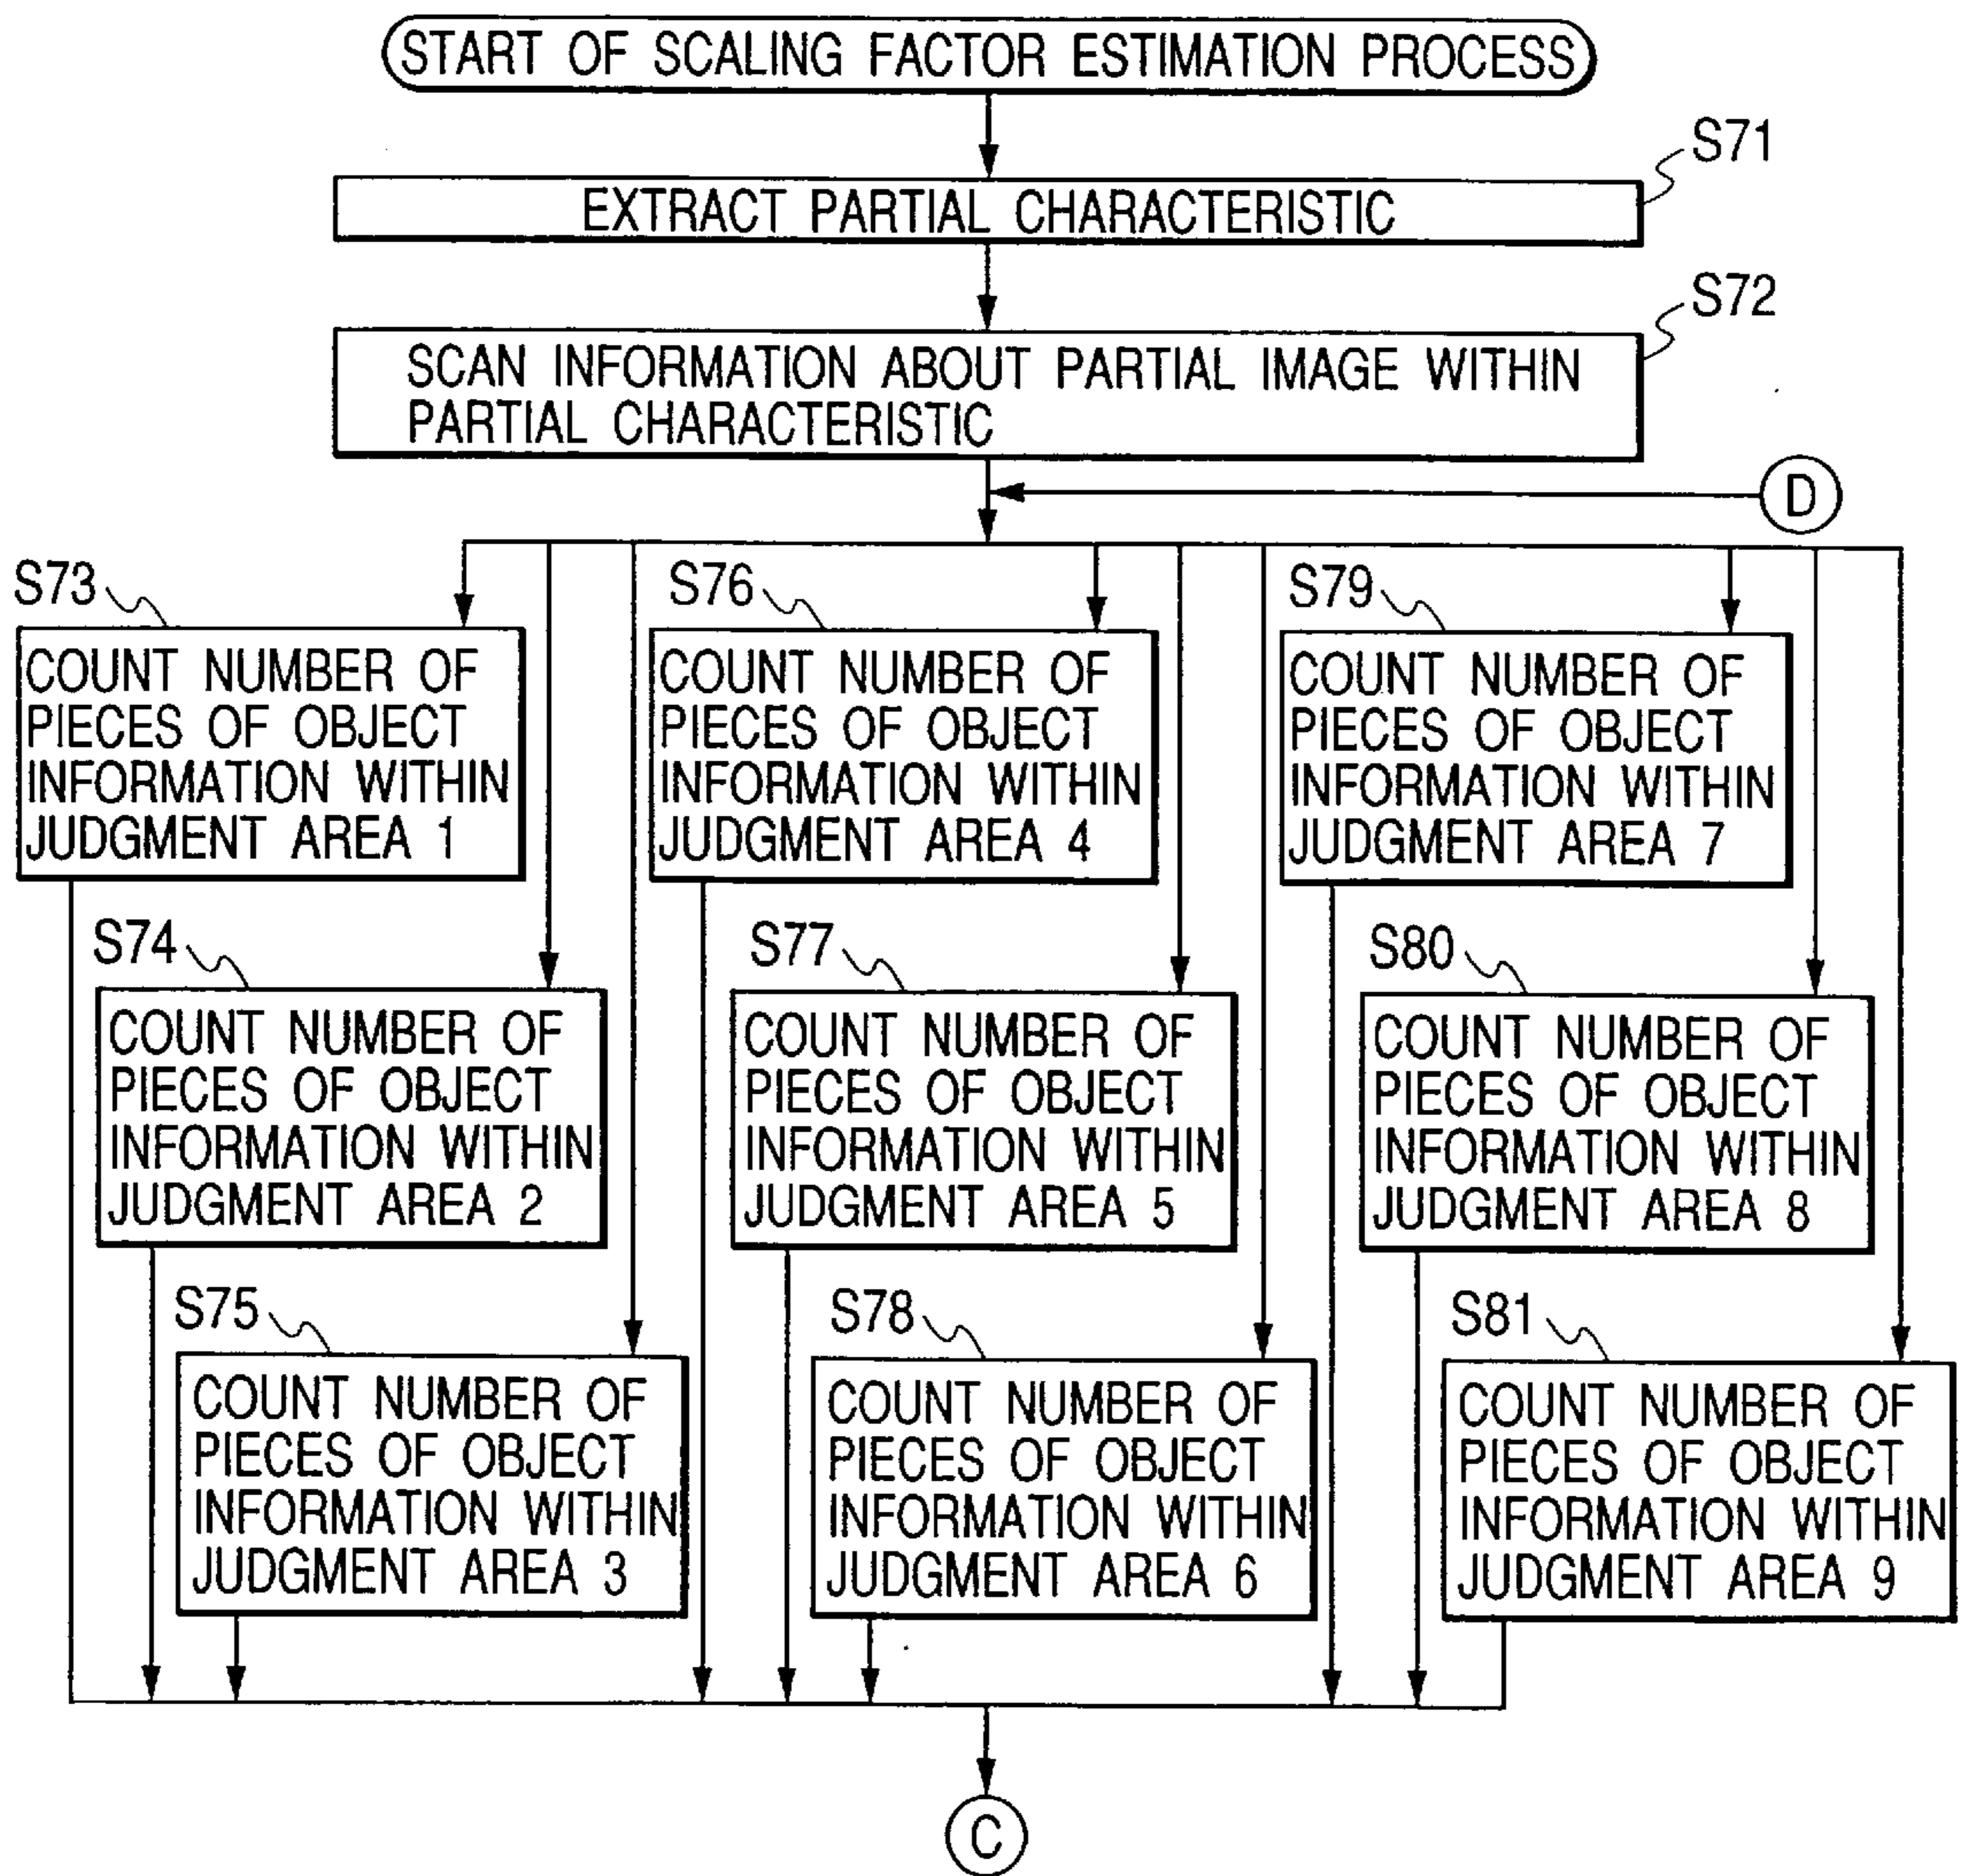 START OF SCALING FACTOR ESTIMATION PROCESS
S71
EXTRACT PARTIAL CHARACTERISTIC
S72
SCAN INFORMATION ABOUT PARTIAL IMAGE WITHIN
PARTIAL CHARACTERISTIC
D
S73
COUNT NUMBER OF
PIECES OF OBJECT
INFORMATION WITHIN
JUDGMENT AREA 1
S76
COUNT NUMBER OF
PIECES OF OBJECT
INFORMATION WITHIN
JUDGMENT AREA 4
S79
COUNT NUMBER OF
PIECES OF OBJECT
INFORMATION WITHIN
JUDGMENT AREA 7
S74
COUNT NUMBER OF
PIECES OF OBJECT
INFORMATION WITHIN
JUDGMENT AREA 2
S77
COUNT NUMBER OF
PIECES OF OBJECT
INFORMATION WITHIN
JUDGMENT AREA 5
S80
COUNT NUMBER OF
PIECES OF OBJECT
INFORMATION WITHIN
JUDGMENT AREA 8
S75
COUNT NUMBER OF
PIECES OF OBJECT
INFORMATION WITHIN
JUDGMENT AREA 3
S78
COUNT NUMBER OF
PIECES OF OBJECT
INFORMATION WITHIN
JUDGMENT AREA 6
S81
COUNT NUMBER OF
PIECES OF OBJECT
INFORMATION WITHIN
JUDGMENT AREA 9
C